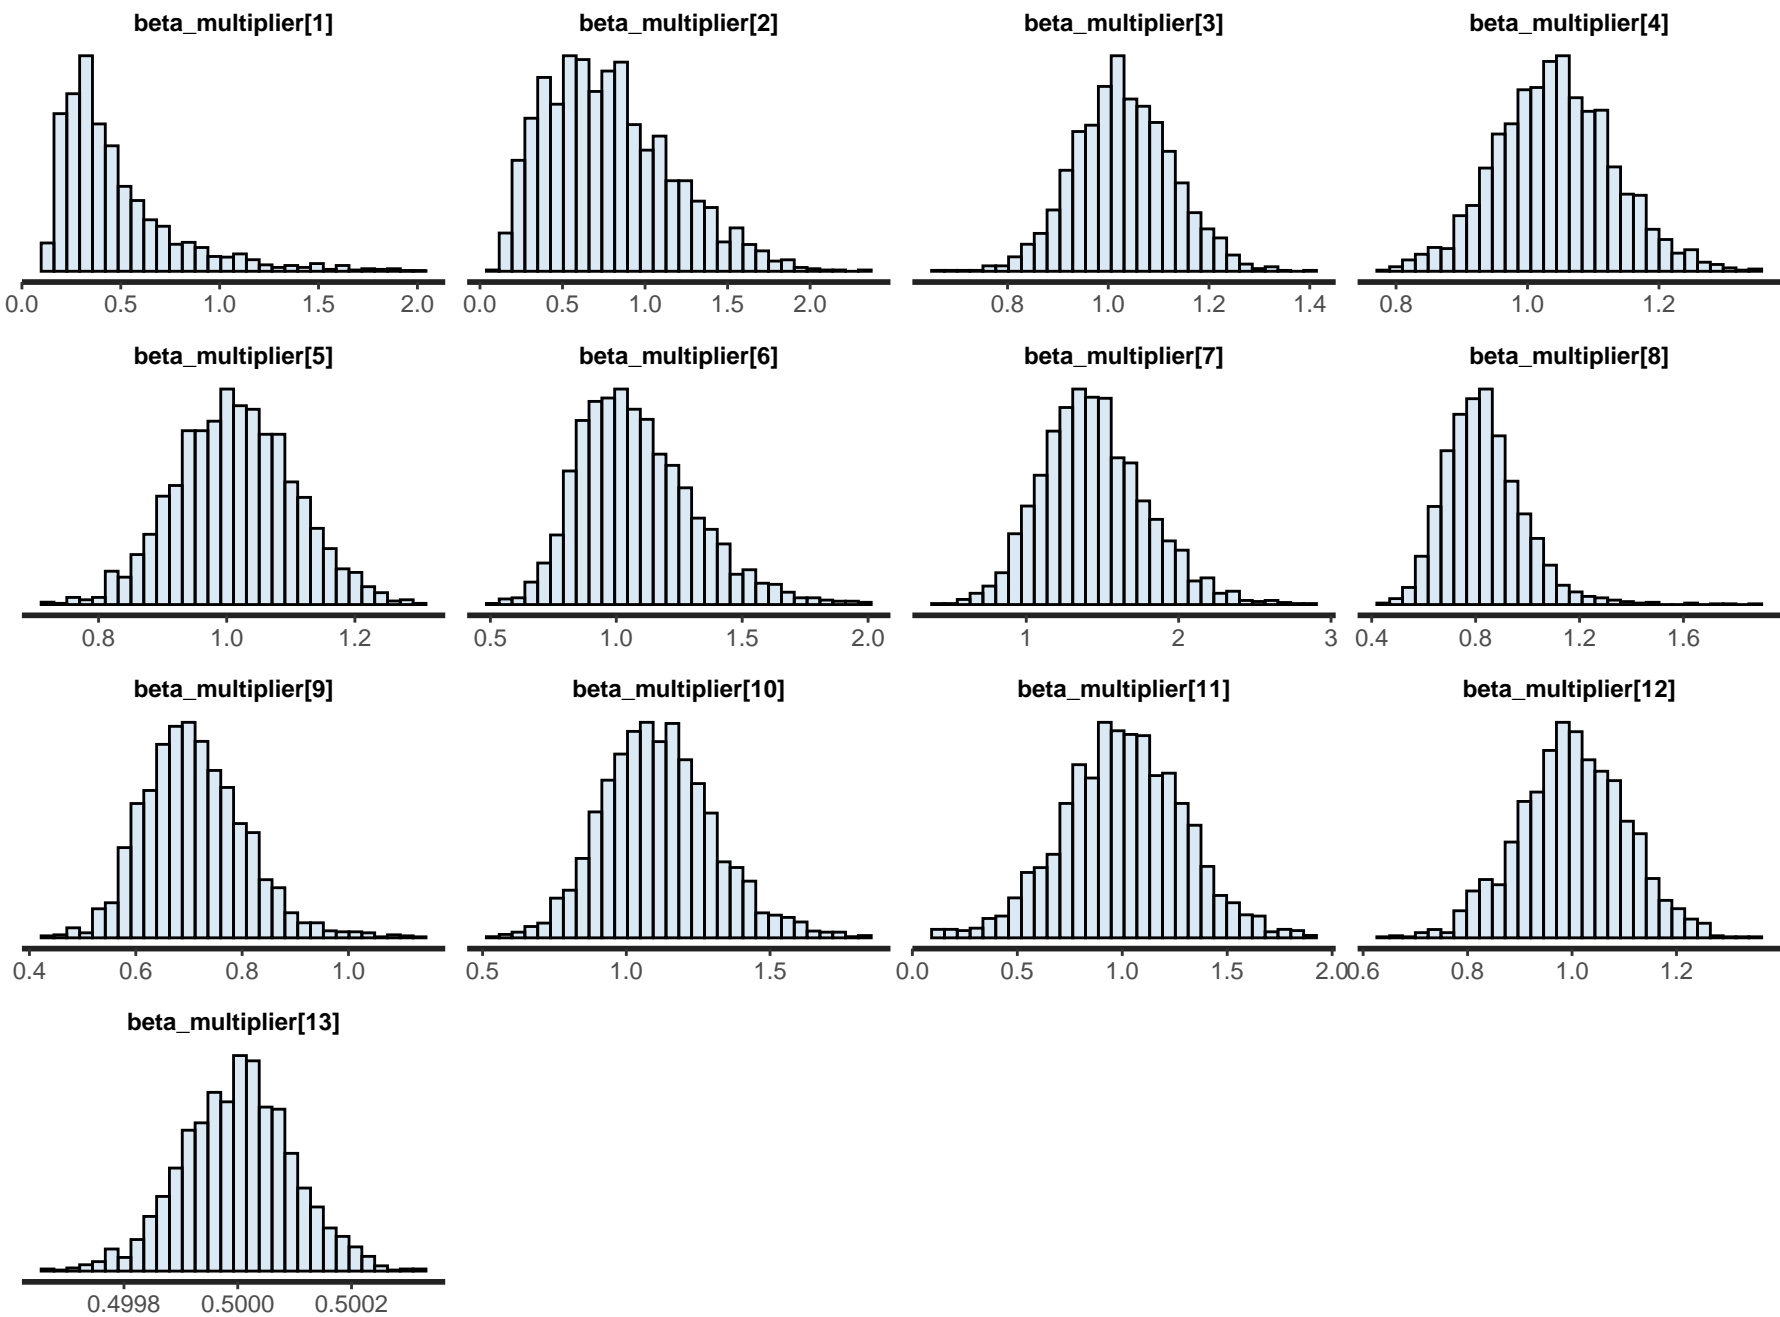 beta_multiplier[1] beta_multiplier[2] beta_multiplier[3] beta_multiplier[4]
0.0 0.5 1.0 1.5 2.0 0.0 0.5 1.0 1.5 2.0 0.8 1.0 1.2 1.4 0.8 1.0 1.2
beta_multiplier[5] beta_multiplier[6] beta_multiplier[7] beta_multiplier[8]
0.8 1.0 1.2 0.5 1.0 1.5 2.0 1 2 3 0.4 0.8 1.2 1.6
beta_multiplier[9] beta_multiplier[10] beta_multiplier[11] beta_multiplier[12]
0.4 0.6 0.8 1.0 0.5 1.0 1.5 0.0 0.5 1.0 1.5 2.0 0.6 0.8 1.0 1.2
beta_multiplier[13]
0.4998 0.5000 0.5002